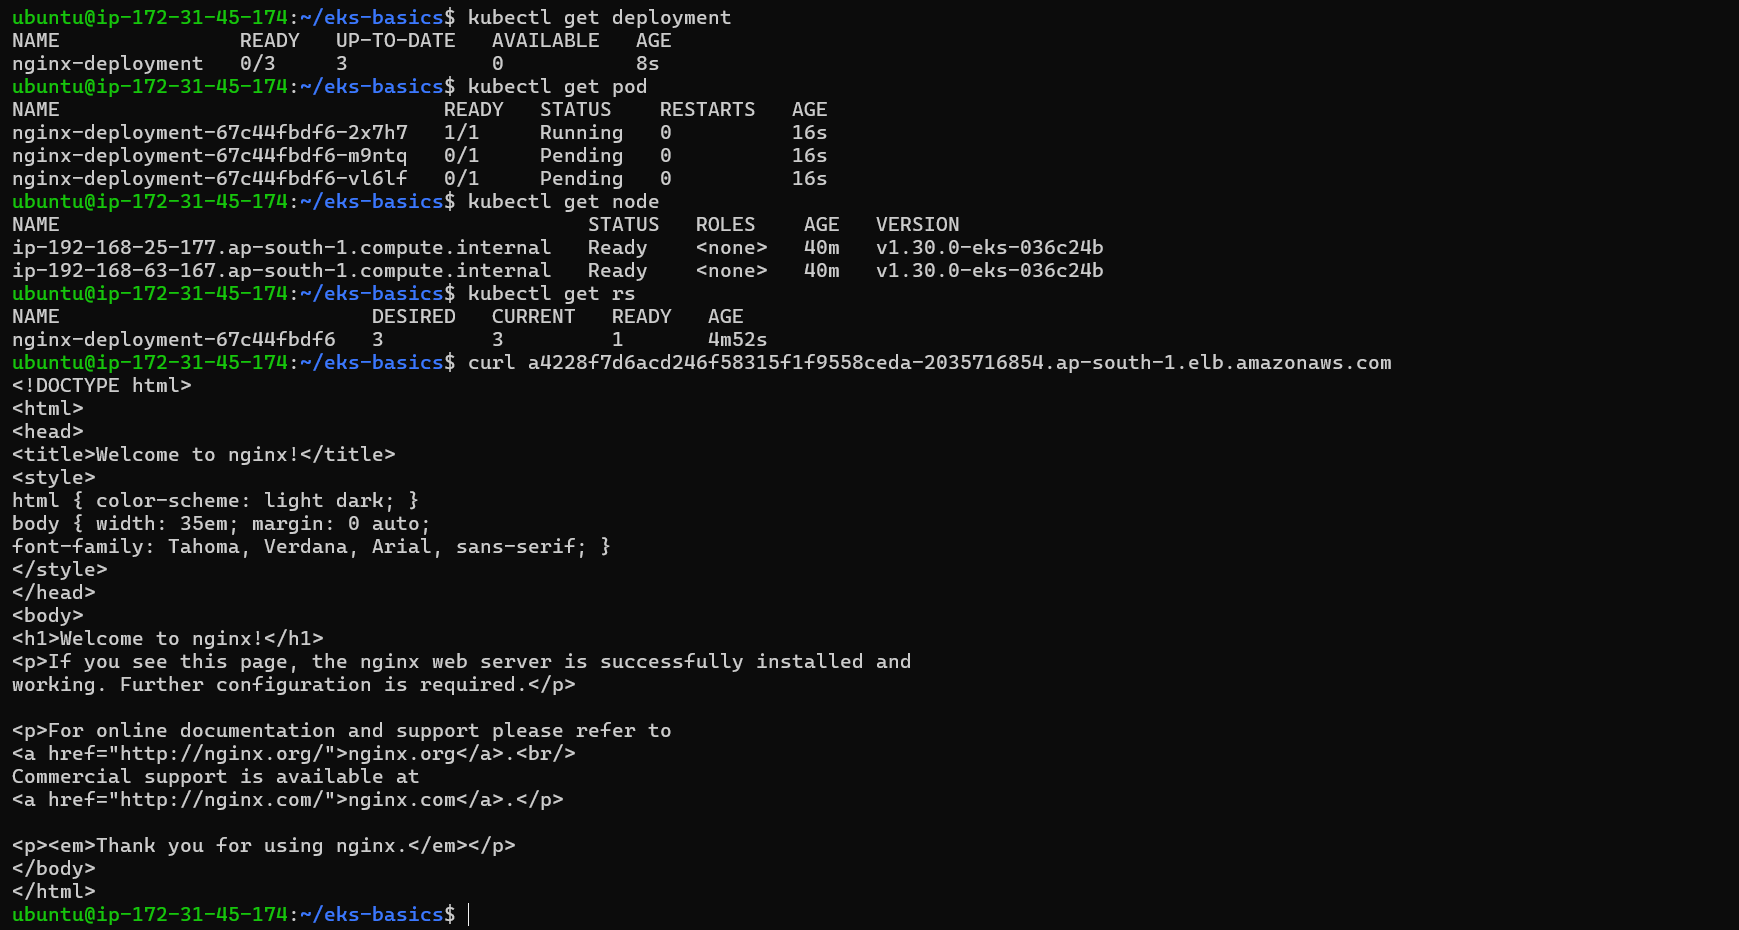 ubuntu@ip-172-31-45-174:~/eks-basics$ kubectl get deployment
NAME               READY   UP-TO-DATE   AVAILABLE   AGE
nginx-deployment   0/3     3            0           8s
ubuntu@ip-172-31-45-174:~/eks-basics$ kubectl get pod
NAME                                READY   STATUS    RESTARTS   AGE
nginx-deployment-67c44fbdf6-2x7h7   1/1     Running   0          16s
nginx-deployment-67c44fbdf6-m9ntq   0/1     Pending   0          16s
nginx-deployment-67c44fbdf6-vl6lf   0/1     Pending   0          16s
ubuntu@ip-172-31-45-174:~/eks-basics$ kubectl get node
NAME                                            STATUS   ROLES    AGE   VERSION
ip-192-168-25-177.ap-south-1.compute.internal   Ready    <none>   40m   v1.30.0-eks-036c24b
ip-192-168-63-167.ap-south-1.compute.internal   Ready    <none>   40m   v1.30.0-eks-036c24b
ubuntu@ip-172-31-45-174:~/eks-basics$ kubectl get rs
NAME                          DESIRED   CURRENT   READY   AGE
nginx-deployment-67c44fbdf6   3         3         1       4m52s
ubuntu@ip-172-31-45-174:~/eks-basics$ curl a4228f7d6acd246f58315f1f9558ceda-2035716854.ap-south-1.elb.amazonaws.com
<!DOCTYPE html>
<html>
<head>
<title>Welcome to nginx!</title>
<style>
html { color-scheme: light dark; }
body { width: 35em; margin: 0 auto;
font-family: Tahoma, Verdana, Arial, sans-serif; }
</style>
</head>
<body>
<h1>Welcome to nginx!</h1>
<p>If you see this page, the nginx web server is successfully installed and
working. Further configuration is required.</p>

<p>For online documentation and support please refer to
<a href="http://nginx.org/">nginx.org</a>.<br/>
Commercial support is available at
<a href="http://nginx.com/">nginx.com</a>.</p>

<p><em>Thank you for using nginx.</em></p>
</body>
</html>
ubuntu@ip-172-31-45-174:~/eks-basics$